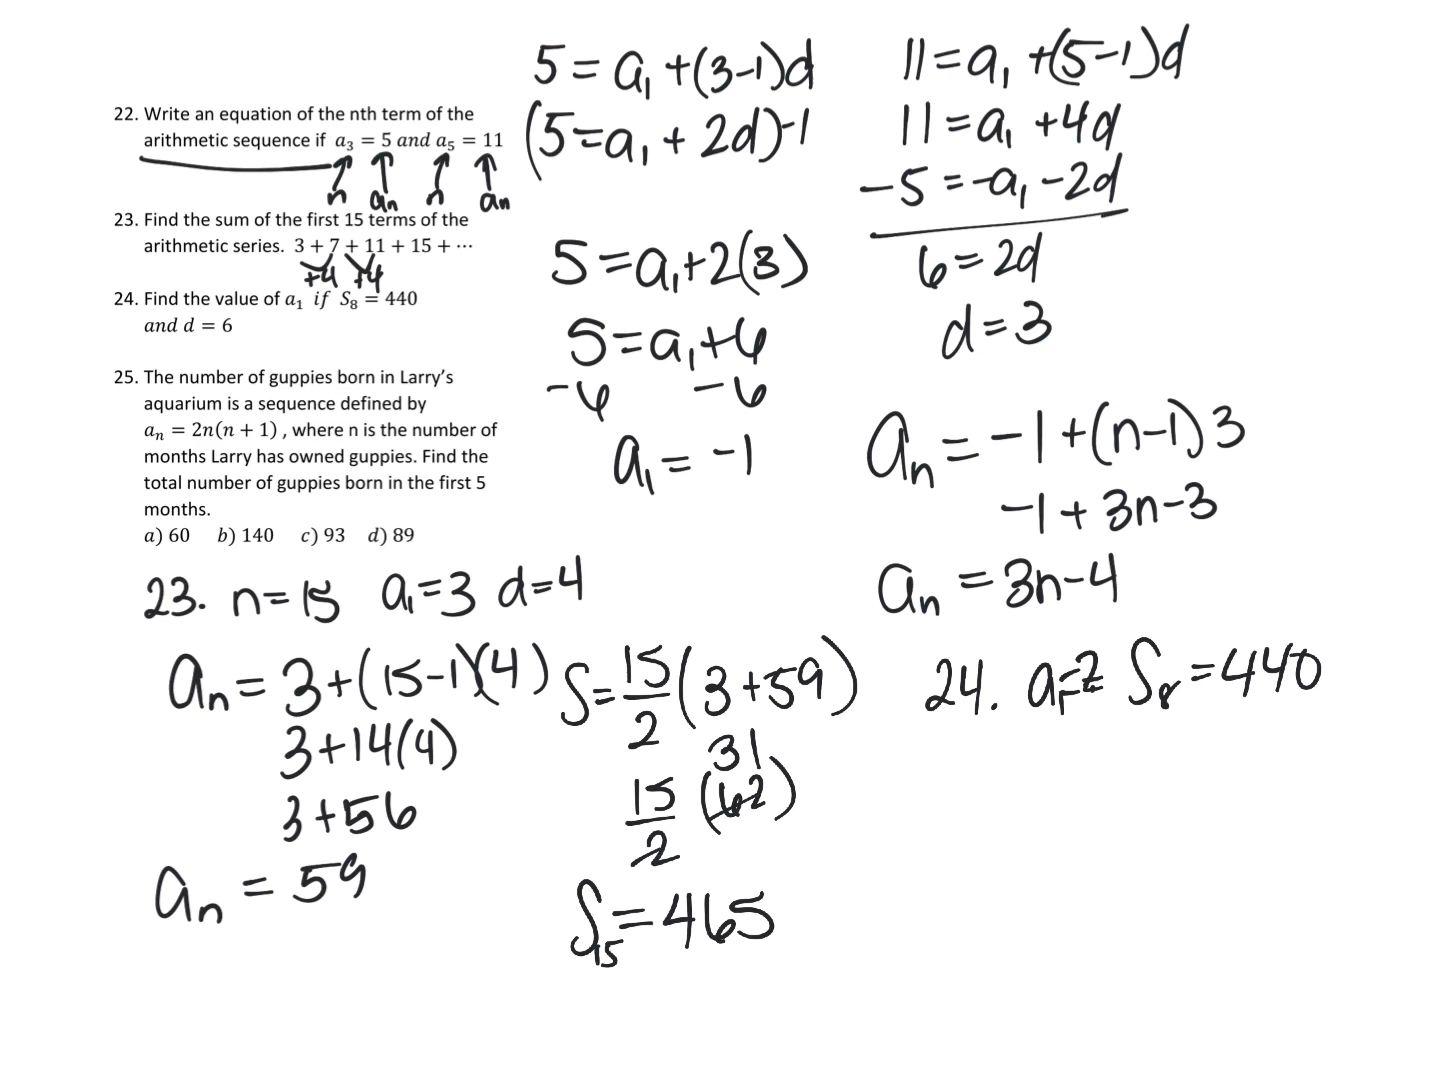 22. Write an equation of the nth term of the
arithmetic sequence if a₃ = 5 and a₅ = 11
n an n an
23. Find the sum of the first 15 terms of the
arithmetic series. 3 + 7 + 11 + 15 + ⋯
+4 +4
24. Find the value of a₁ if S₈ = 440
and d = 6
25. The number of guppies born in Larry's
aquarium is a sequence defined by
aₙ = 2n(n + 1) , where n is the number of
months Larry has owned guppies. Find the
total number of guppies born in the first 5
months.
a) 60 b) 140 c) 93 d) 89
5 = a₁ + (3-1)d
(5 = a₁ + 2d)-1
5 = a₁ + 2(3)
5 = a₁ + 6
-6 -6
a₁ = -1
11 = a₁ + (5-1)d
11 = a₁ + 4d
-5 = -a₁ - 2d
6 = 2d
d = 3
aₙ = -1 + (n-1)3
-1 + 3n - 3
aₙ = 3n - 4
23. n = 15 a₁ = 3 d = 4
aₙ = 3 + (15-1)(4)
3 + 14(4)
3 + 56
aₙ = 59
S = 15/2 (3 + 59)
31
15/2 (62)
S₁₅ = 465
24. a₁ = ? S₈ = 440